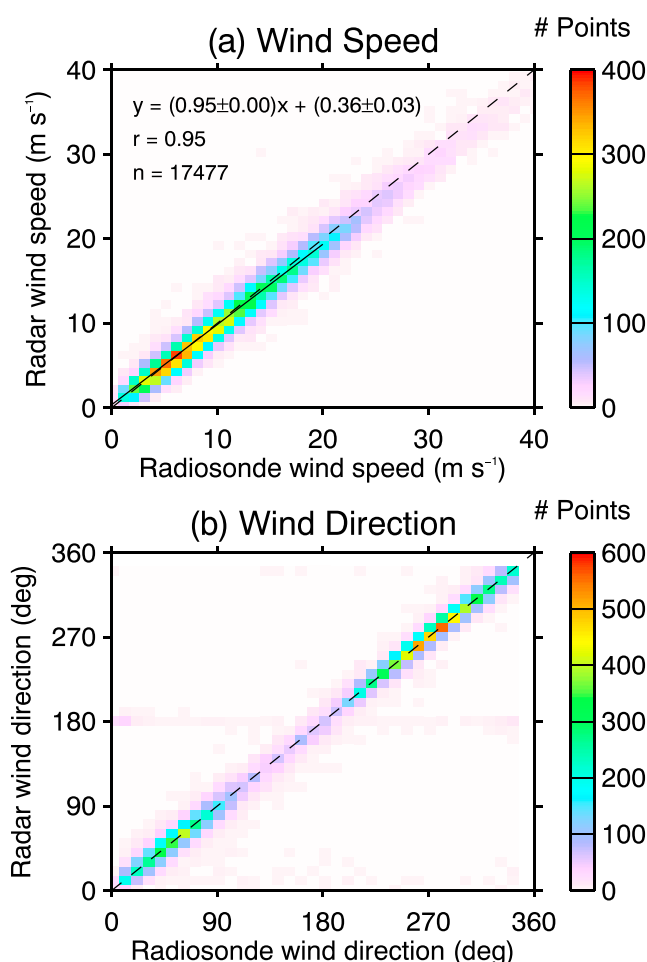 (a) Wind Speed
# Points
y = (0.95±0.00)x + (0.36±0.03)
r = 0.95
n = 17477
Radar wind speed (m s⁻¹)
40
30
20
10
0
0 10 20 30 40
Radiosonde wind speed (m s⁻¹)
400
300
200
100
0
(b) Wind Direction
# Points
Radar wind direction (deg)
360
270
180
90
0
0 90 180 270 360
Radiosonde wind direction (deg)
600
500
400
300
200
100
0